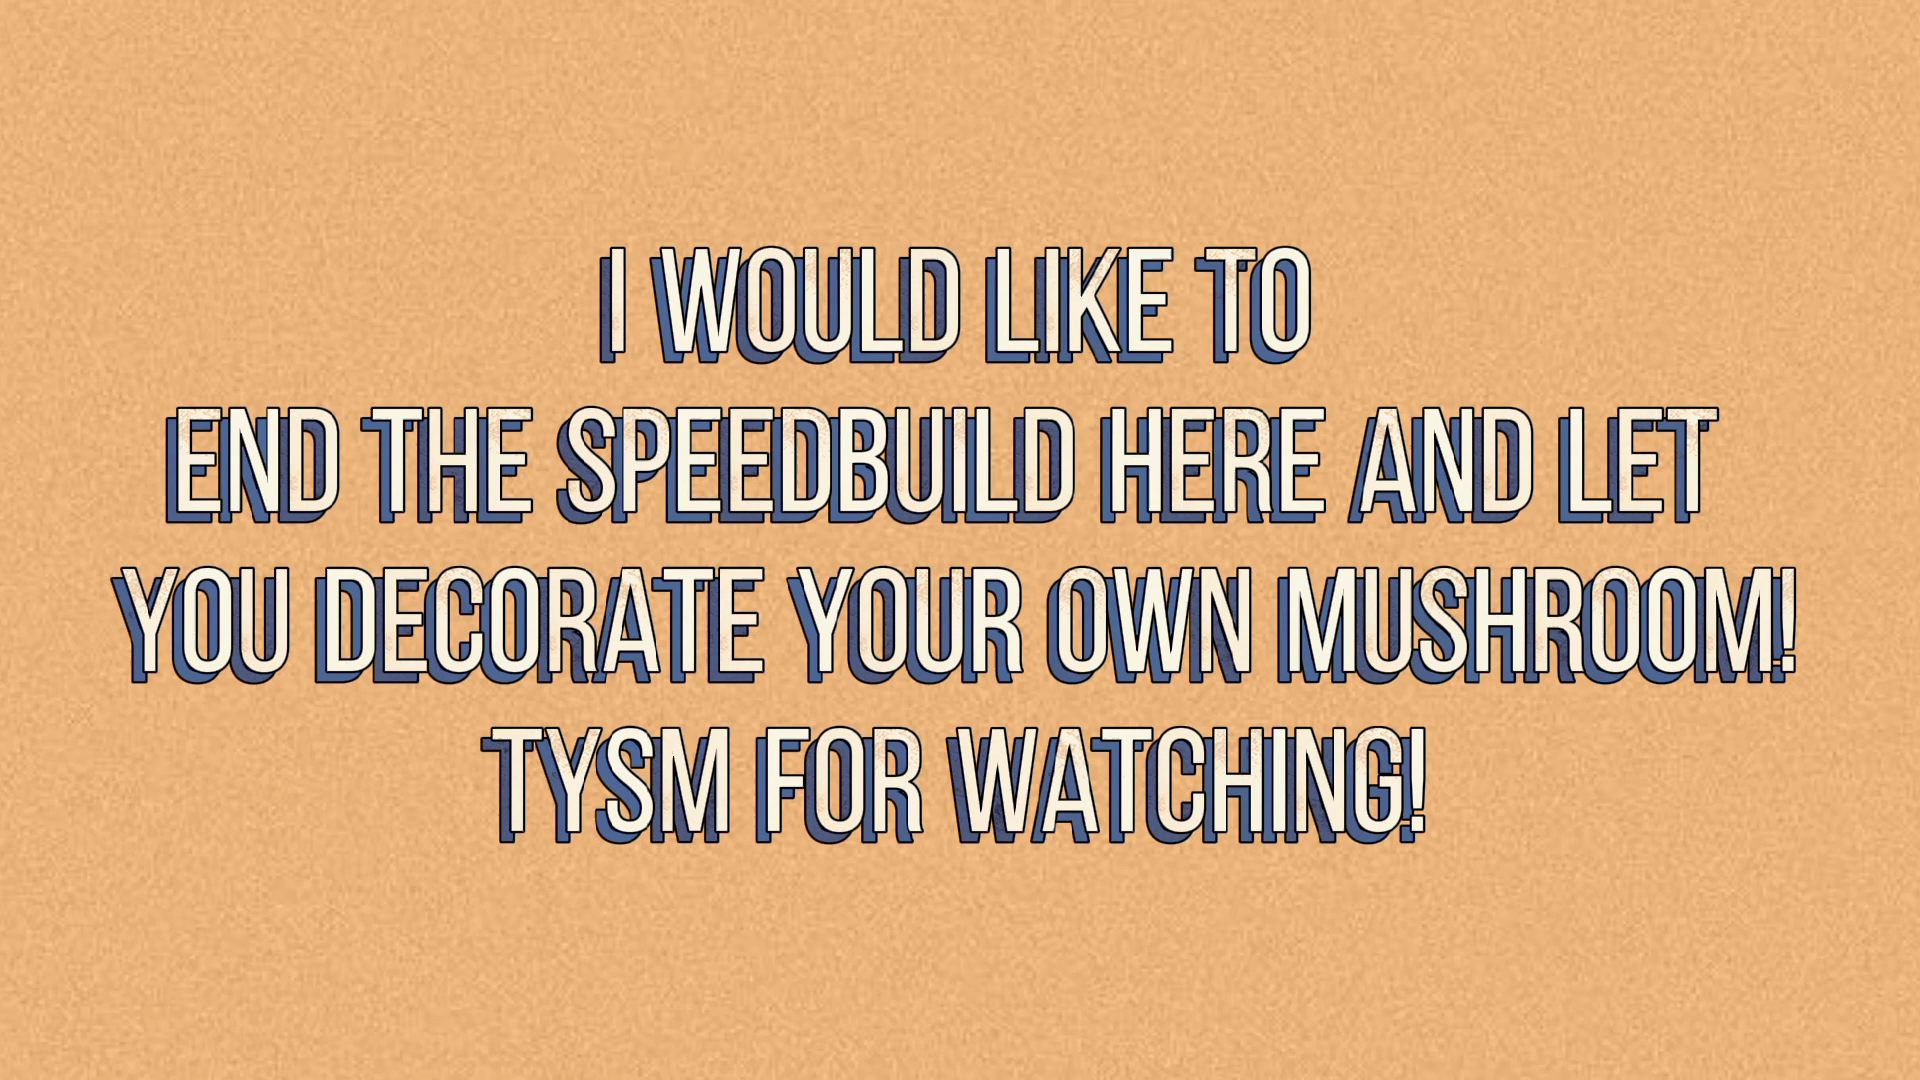 I WOULD LIKE TO
END THE SPEEDBUILD HERE AND LET
YOU DECORATE YOUR OWN MUSHROOM!
TYSM FOR WATCHING!